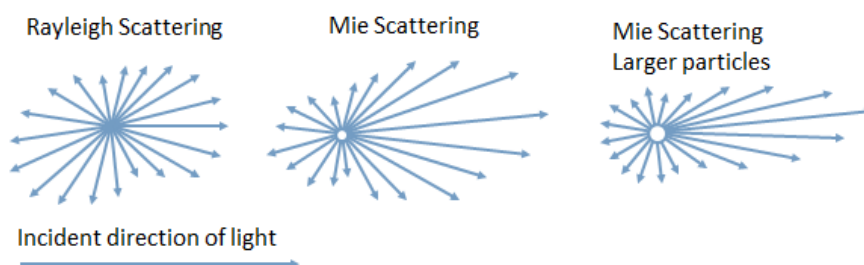 Rayleigh Scattering
Mie Scattering
Mie Scattering
Larger particles
Incident direction of light